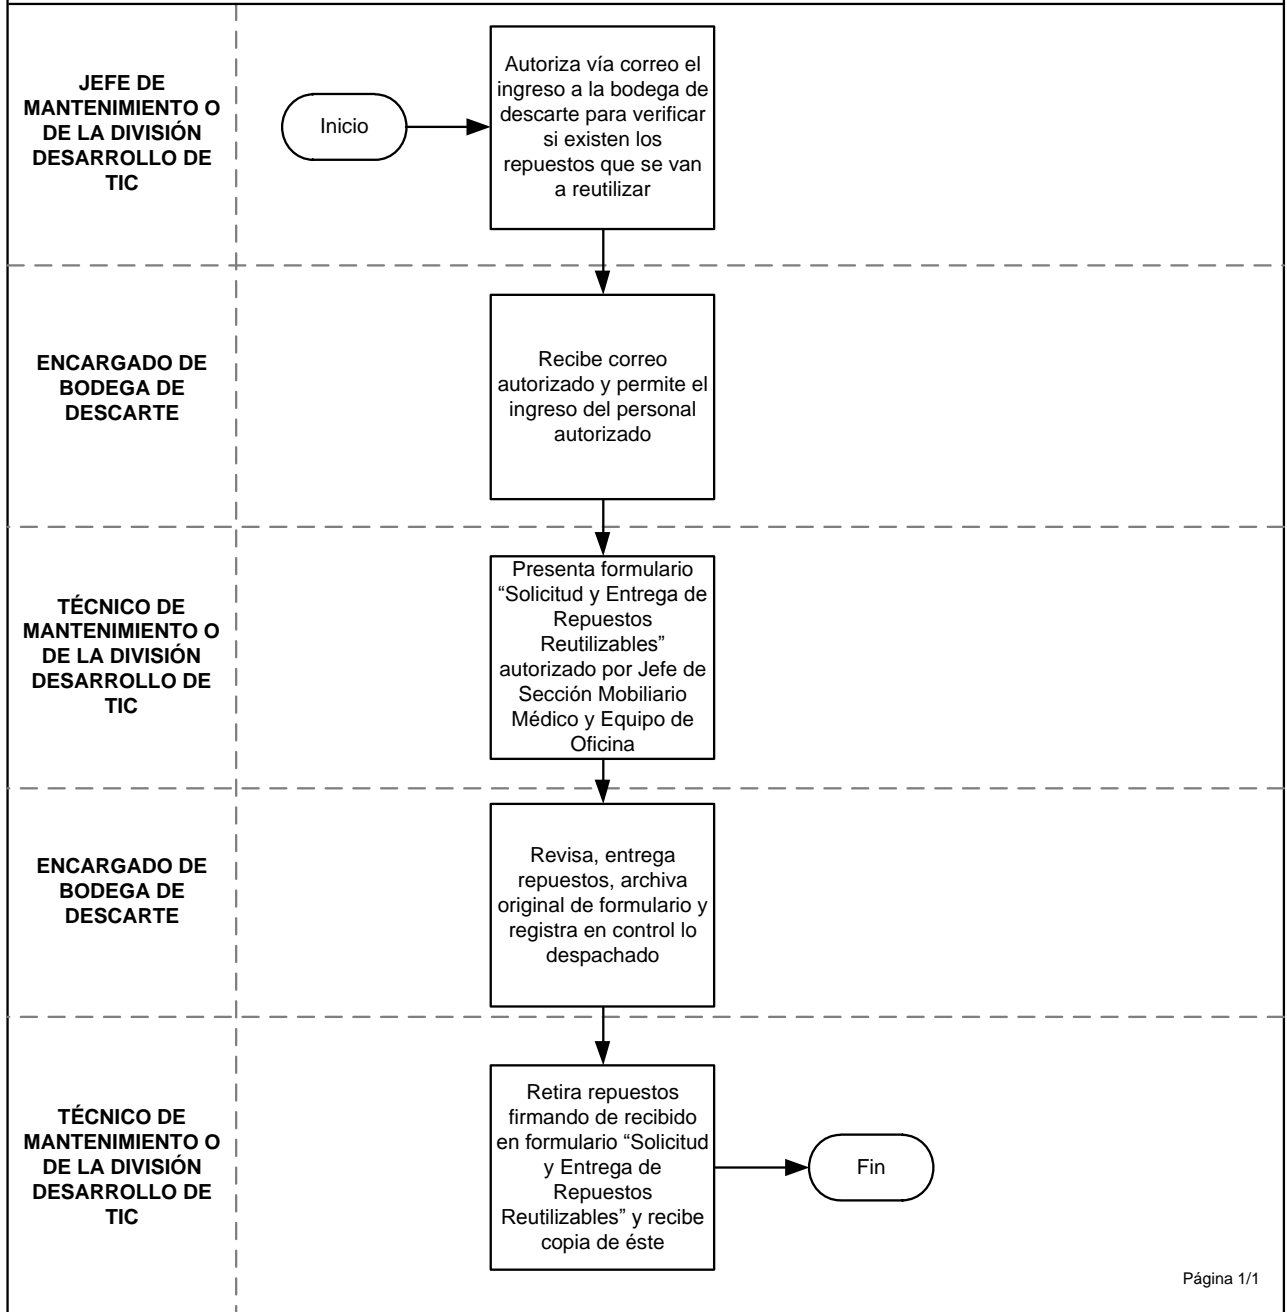 JEFE DE
MANTENIMIENTO O
DE LA DIVISIÓN
DESARROLLO DE
TIC
Inicio
Autoriza vía correo el
ingreso a la bodega de
descarte para verificar
si existen los
repuestos que se van
a reutilizar
ENCARGADO DE
BODEGA DE
DESCARTE
Recibe correo
autorizado y permite el
ingreso del personal
autorizado
TÉCNICO DE
MANTENIMIENTO O
DE LA DIVISIÓN
DESARROLLO DE
TIC
Presenta formulario
“Solicitud y Entrega de
Repuestos
Reutilizables”
autorizado por Jefe de
Sección Mobiliario
Médico y Equipo de
Oficina
ENCARGADO DE
BODEGA DE
DESCARTE
Revisa, entrega
repuestos, archiva
original de formulario y
registra en control lo
despachado
TÉCNICO DE
MANTENIMIENTO O
DE LA DIVISIÓN
DESARROLLO DE
TIC
Retira repuestos
firmando de recibido
en formulario “Solicitud
y Entrega de
Repuestos
Reutilizables” y recibe
copia de éste
Fin
Página 1/1